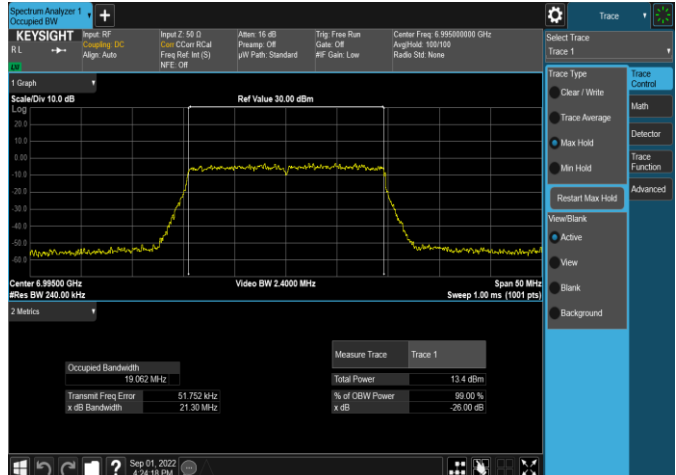 Spectrum Analyzer 1
Occupied BW
Trace
KEYSIGHT
R L
Input: RF
Coupling: DC
Align: Auto
Input Z: 50 Ω
Corr CCorr RCal
Freq Ref: Int (S)
NFE: Off
Atten: 16 dB
Preamp: Off
µW Path: Standard
Trig: Free Run
Gate: Off
#IF Gain: Low
Center Freq: 6.995000000 GHz
Avg|Hold: 100/100
Radio Std: None
1 Graph
Scale/Div 10.0 dB
Ref Value 30.00 dBm
Log
20.0
10.0
0.00
-10.0
-20.0
-30.0
-40.0
-50.0
-60.0
Center 6.99500 GHz
#Res BW 240.00 kHz
Video BW 2.4000 MHz
Span 50 MHz
Sweep 1.00 ms (1001 pts)
2 Metrics
Occupied Bandwidth
19.062 MHz
Transmit Freq Error 51.752 kHz
x dB Bandwidth 21.30 MHz
Measure Trace Trace 1
Total Power 13.4 dBm
% of OBW Power 99.00 %
x dB -26.00 dB
Sep 01, 2022
4:24:18 PM
Select Trace
Trace 1
Trace Type
Clear / Write
Trace Average
Max Hold
Min Hold
Restart Max Hold
View/Blank
Active
View
Blank
Background
Trace
Control
Math
Detector
Trace
Function
Advanced